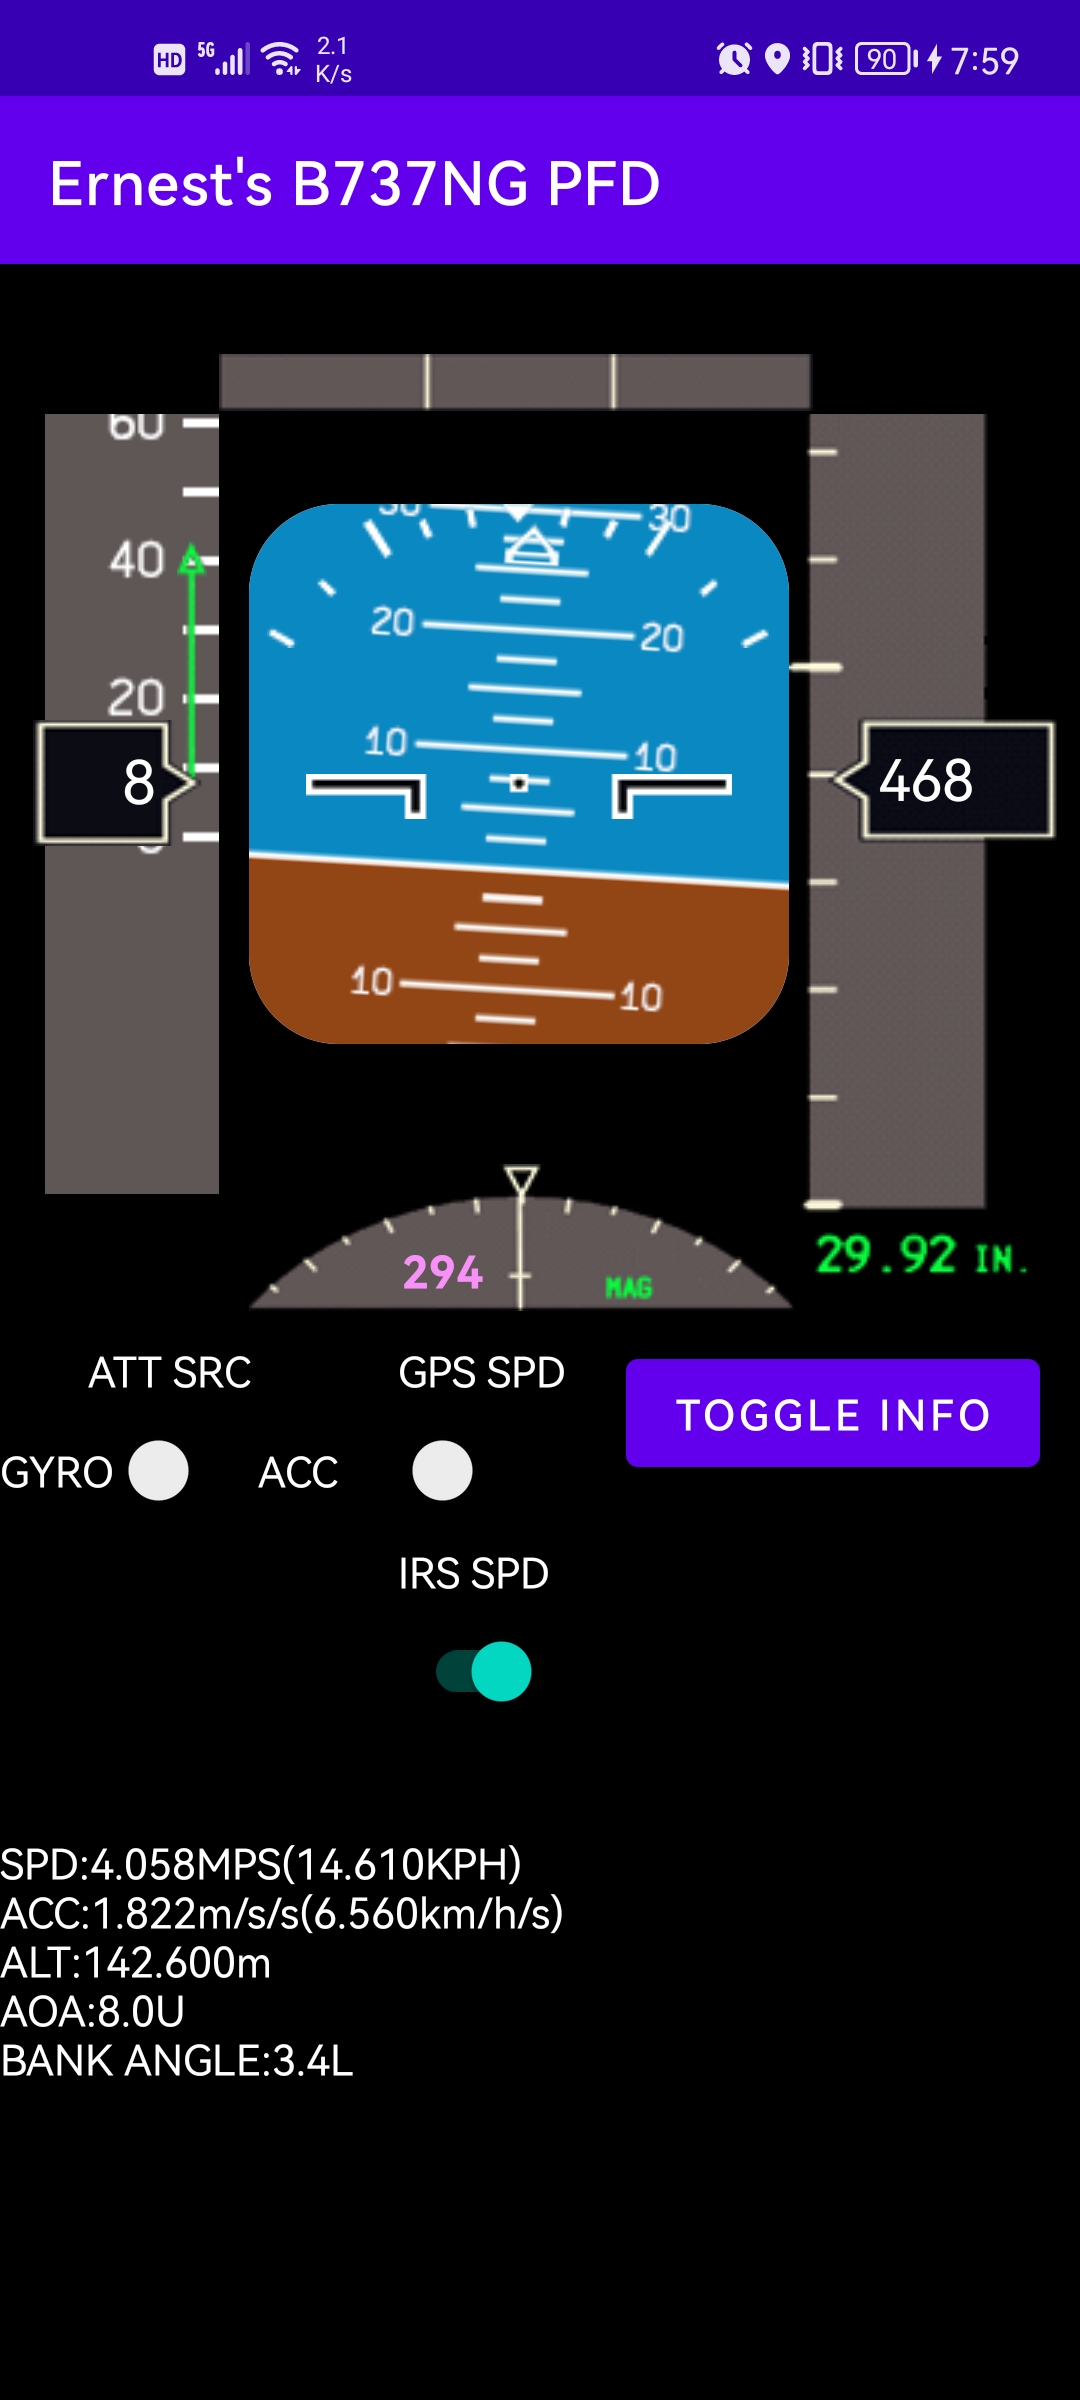 HD 5G 2.1 K/s 90 7:59
Ernest's B737NG PFD
60
40
20
8
30 30
20 20
10 10
10 10
468
294 MAG
29.92 IN.
ATT SRC GPS SPD
TOGGLE INFO
GYRO ACC
IRS SPD
SPD:4.058MPS(14.610KPH)
ACC:1.822m/s/s(6.560km/h/s)
ALT:142.600m
AOA:8.0U
BANK ANGLE:3.4L